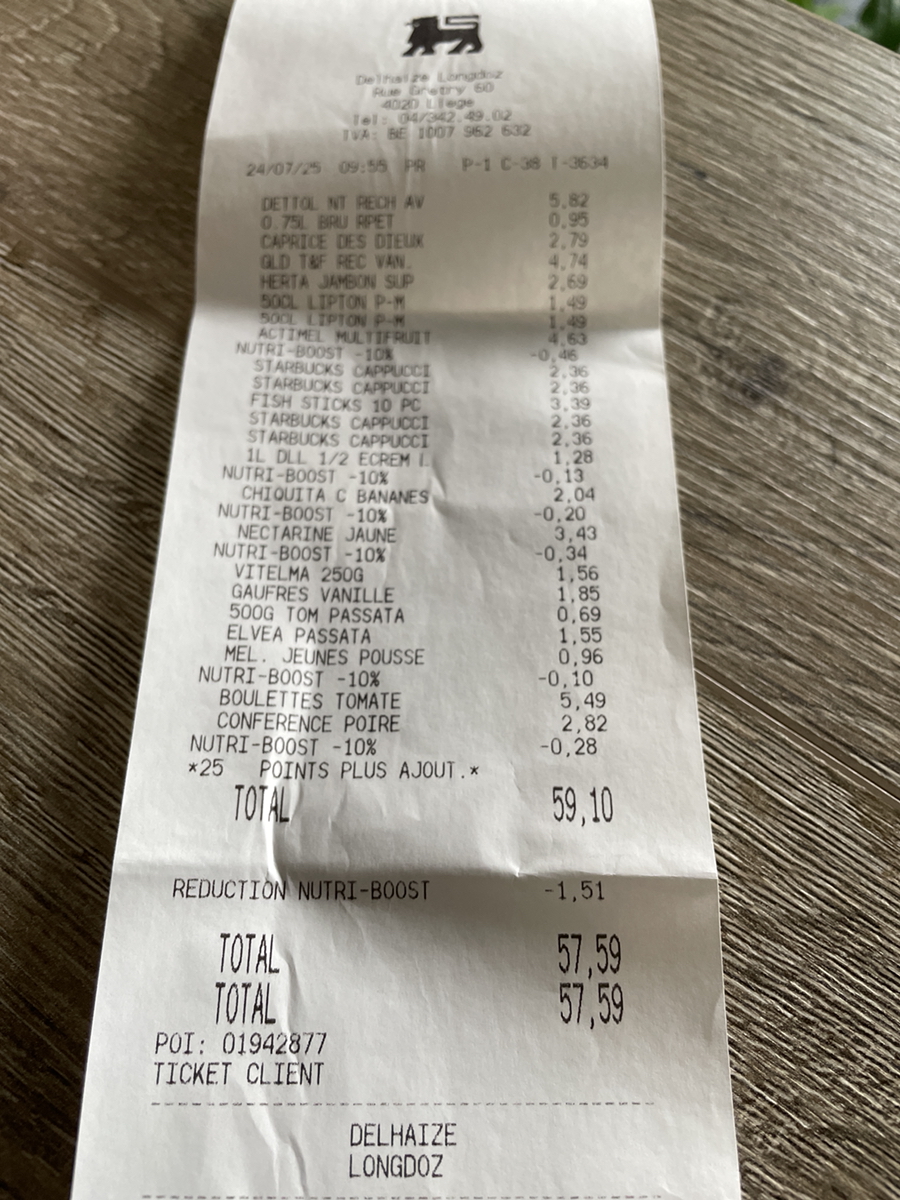 Delhaize Longdoz
Rue Gretry 60
4020 Liege
Tel: 04/342.49.02
TVA: BE 1007 962 632
24/07/25 09:55 PR P-1 C-38 T-3634
DETTOL NT RECH AV 5,82
0.75L BRU RPET 0,95
CAPRICE DES DIEUX 2,79
GLD T&F REC VAN. 4,74
HERTA JAMBON SUP 2,69
50CL LIPTON P-M 1,49
50CL LIPTON P-M 1,49
ACTIMEL MULTIFRUIT 4,63
NUTRI-BOOST -10% -0,46
STARBUCKS CAPPUCCI 2,36
STARBUCKS CAPPUCCI 2,36
FISH STICKS 10 PC 3,39
STARBUCKS CAPPUCCI 2,36
STARBUCKS CAPPUCCI 2,36
1L DLL 1/2 ECREM L 1,28
NUTRI-BOOST -10% -0,13
CHIQUITA C BANANES 2,04
NUTRI-BOOST -10% -0,20
NECTARINE JAUNE 3,43
NUTRI-BOOST -10% -0,34
VITELMA 250G 1,56
GAUFRES VANILLE 1,85
500G TOM PASSATA 0,69
ELVEA PASSATA 1,55
MEL. JEUNES POUSSE 0,96
NUTRI-BOOST -10% -0,10
BOULETTES TOMATE 5,49
CONFERENCE POIRE 2,82
NUTRI-BOOST -10% -0,28
*25 POINTS PLUS AJOUT.*
TOTAL 59,10
REDUCTION NUTRI-BOOST -1,51
TOTAL 57,59
TOTAL 57,59
POI: 01942877
TICKET CLIENT
DELHAIZE
LONGDOZ